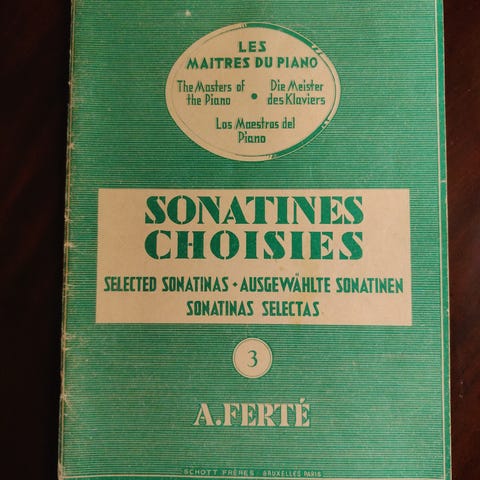 LES
MAITRES DU PIANO
The Masters of
the Piano
•
Die Meister
des Klaviers
Los Maestros del
Piano
SONATINES
CHOISIES
SELECTED SONATINAS • AUSGEWÄHLTE SONATINEN
SONATINAS SELECTAS
3
A. FERTÉ
SCHOTT FRÈRES - BRUXELLES PARIS